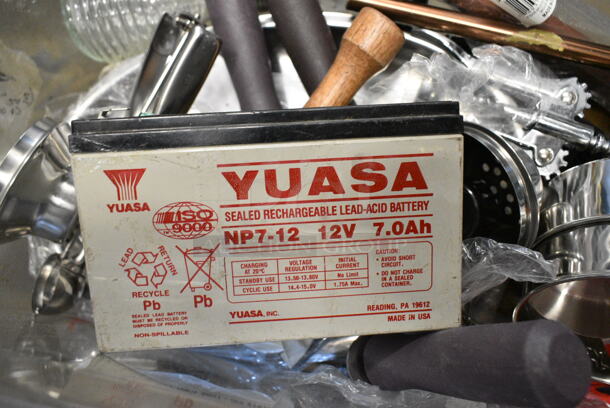 YUASA
YUASA
SEALED RECHARGEABLE LEAD-ACID BATTERY
ISO
9000
NP7-12 12V 7.0Ah
LEAD
RETURN
RECYCLE
Pb
Pb
SEALED LEAD BATTERY
MUST BE RECYCLED OR
DISPOSED OF PROPERLY
NON-SPILLABLE
CHARGING
AT 20°C
VOLTAGE
REGULATION
INITIAL
CURRENT
STANDBY USE
13.50-13.80V
No Limit
CYCLIC USE
14.4-15.0V
1.75A Max.
CAUTION:
• AVOID SHORT
CIRCUIT.
• DO NOT CHARGE
IN A SEALED
CONTAINER.
YUASA, INC.
READING, PA 19612
MADE IN USA